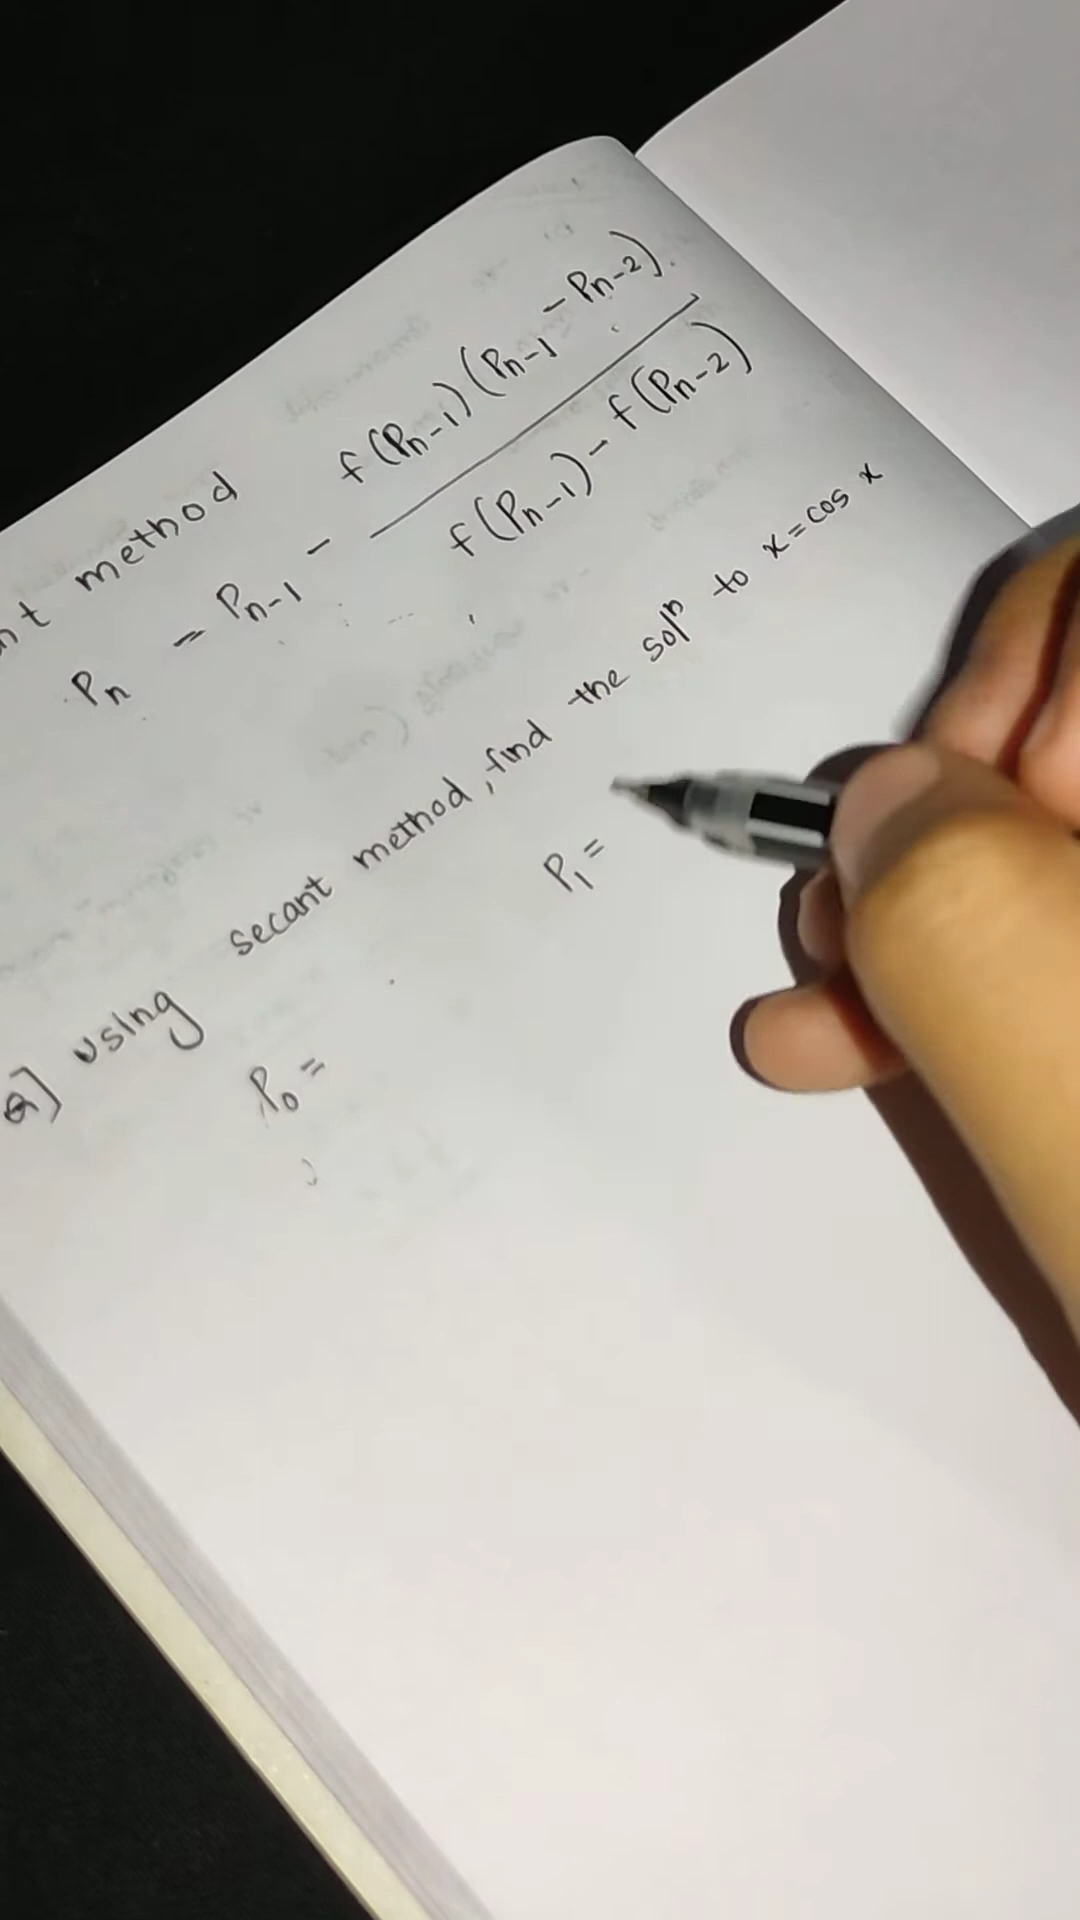 method
Pn = Pn-1 - f(Pn-1)(Pn-1 - Pn-2)
f(Pn-1) - f(Pn-2)
Q] using secant method, find the solⁿ to x=cos x
P0 = P1 =